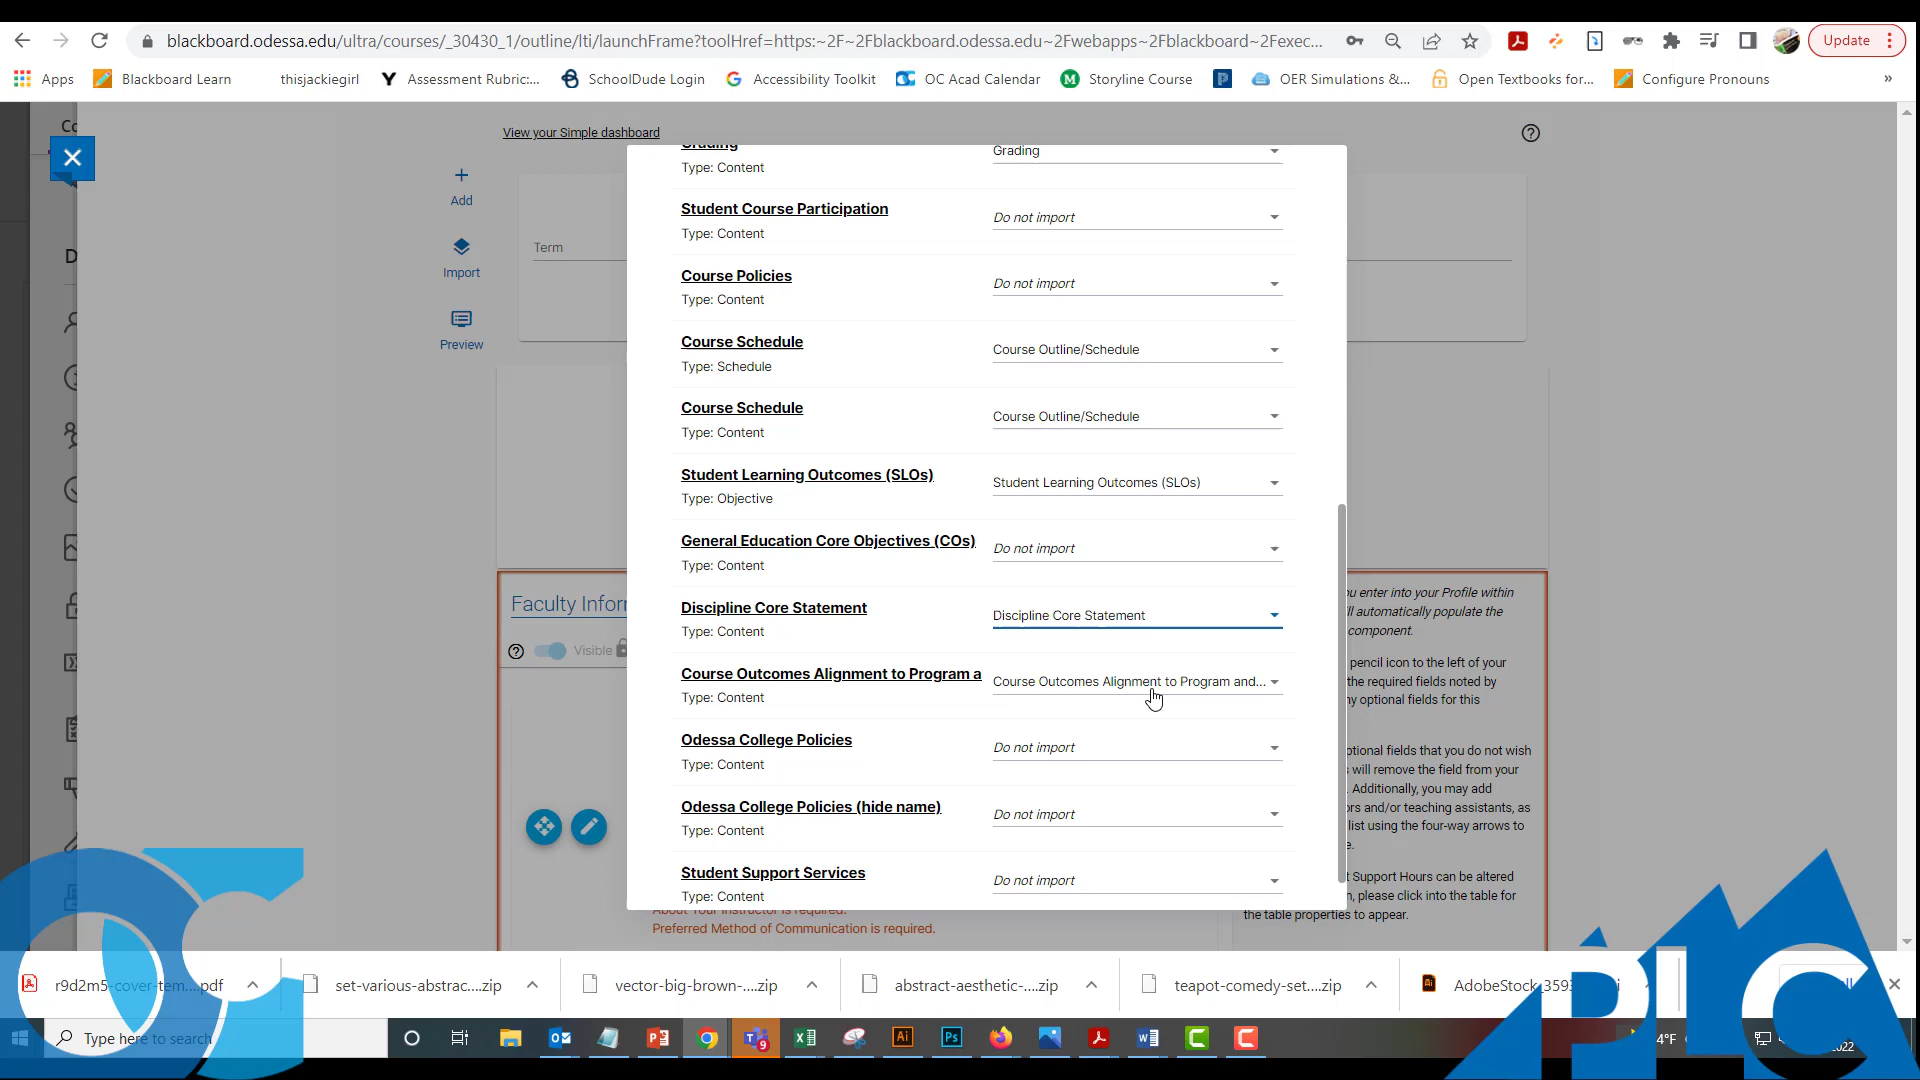 blackboard.odessa.edu/ultra/courses/_30430_1/outline/lti/launchFrame?toolHref=https:~2F~2Fblackboard.odessa.edu~2Fwebapps~2Fblackboard~2Fexec...
Update
Apps
Blackboard Learn
thisjackiegirl
Assessment Rubric:...
SchoolDude Login
Accessibility Toolkit
OC Acad Calendar
Storyline Course
OER Simulations &...
Open Textbooks for...
Configure Pronouns
»
View your Simple dashboard
Add
Import
Preview
Term
Grading
Type: Content
Grading
Student Course Participation
Type: Content
Do not import
Course Policies
Type: Content
Do not import
Course Schedule
Type: Schedule
Course Outline/Schedule
Course Schedule
Type: Content
Course Outline/Schedule
Student Learning Outcomes (SLOs)
Type: Objective
Student Learning Outcomes (SLOs)
General Education Core Objectives (COs)
Type: Content
Do not import
Discipline Core Statement
Type: Content
Discipline Core Statement
Course Outcomes Alignment to Program a
Type: Content
Course Outcomes Alignment to Program and...
Odessa College Policies
Type: Content
Do not import
Odessa College Policies (hide name)
Type: Content
Do not import
Student Support Services
Type: Content
Do not import
Faculty Infor
Visible
u enter into your Profile within
ll automatically populate the
component.
pencil icon to the left of your
the required fields noted by
ny optional fields for this
ptional fields that you do not wish
s will remove the field from your
. Additionally, you may add
ors and/or teaching assistants, as
list using the four-way arrows to
e.
t Support Hours can be altered
n, please click into the table for
the table properties to appear.
About Your Instructor is required.
Preferred Method of Communication is required.
r9d2m5-cover-tem...pdf
set-various-abstrac...zip
vector-big-brown-...zip
abstract-aesthetic-...zip
teapot-comedy-set...zip
AdobeStock_3593
Type here to search
9
4°F
2022
OC
PLC